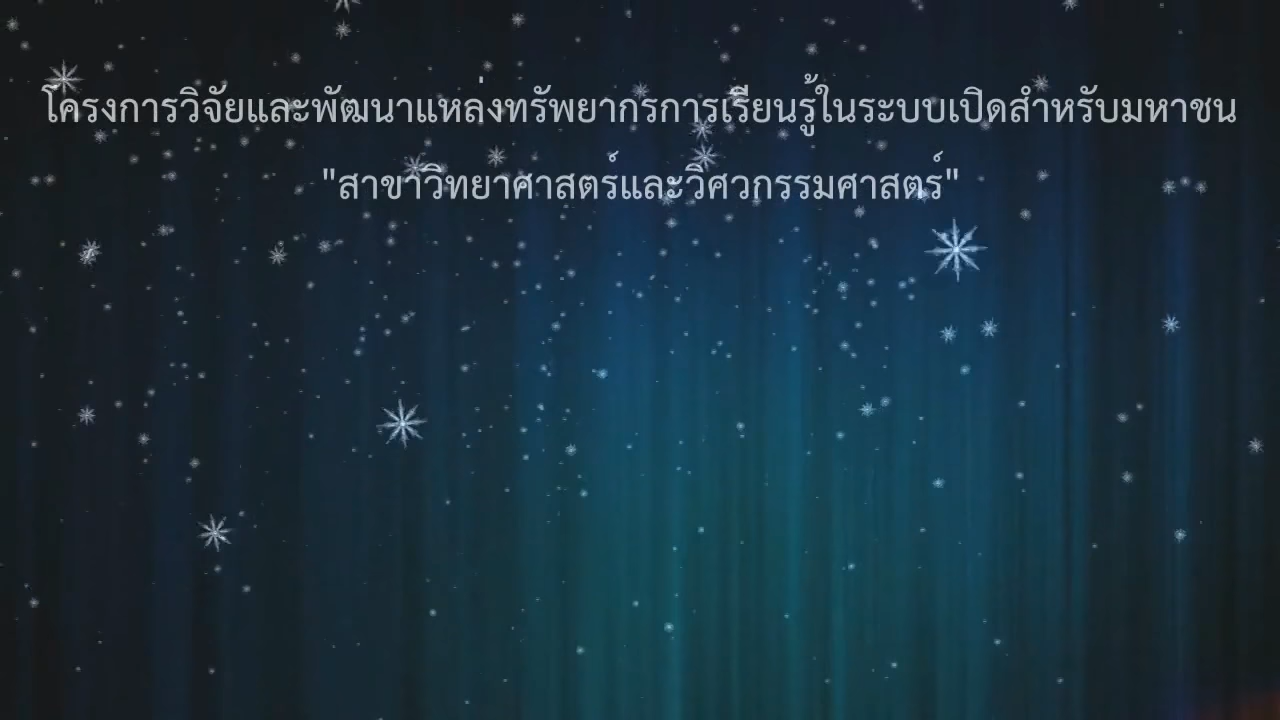 โครงการวิจัยและพัฒนาแหล่งทรัพยากรการเรียนรู้ในระบบเปิดสำหรับมหาชน
"สาขาวิทยาศาสตร์และวิศวกรรมศาสตร์"